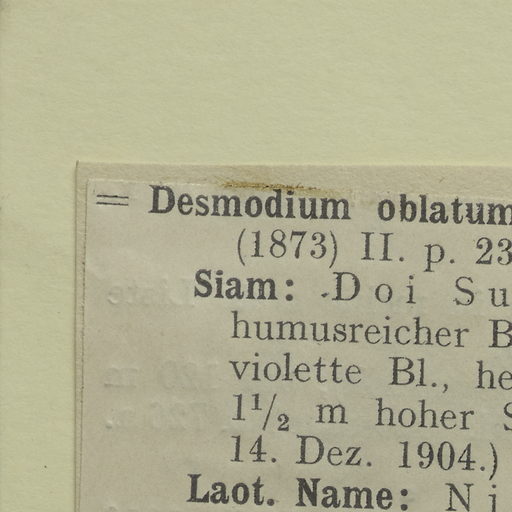 = Desmodium oblatum
(1873) II. p. 23
Siam: Doi Su
humusreicher B
violette Bl., he
1½ m hoher S
14. Dez. 1904.)
Laot. Name: Ni